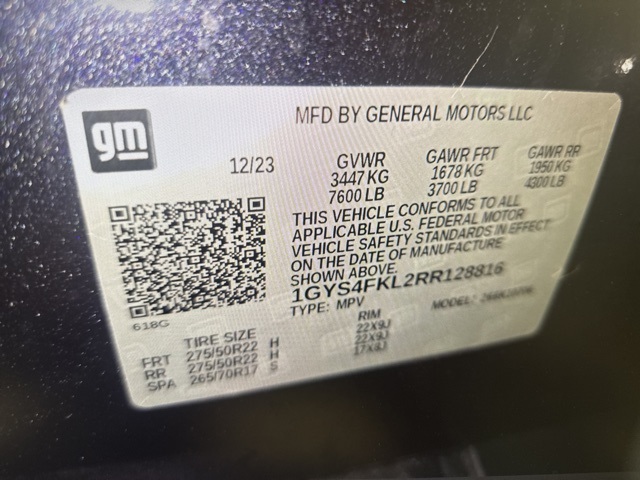 gm
MFD BY GENERAL MOTORS LLC
12/23
GVWR GAWR FRT GAWR RR
3447 KG 1678 KG 1950 KG
7600 LB 3700 LB 4300 LB
THIS VEHICLE CONFORMS TO ALL
APPLICABLE U.S. FEDERAL MOTOR
VEHICLE SAFETY STANDARDS IN EFFECT
ON THE DATE OF MANUFACTURE
SHOWN ABOVE.
1GYS4FKL2RR128816
TYPE: MPV MODEL:
618G
TIRE SIZE RIM
FRT 275/50R22 H 22X9J
RR 275/50R22 H 22X9J
SPA 265/70R17 S 17X8J